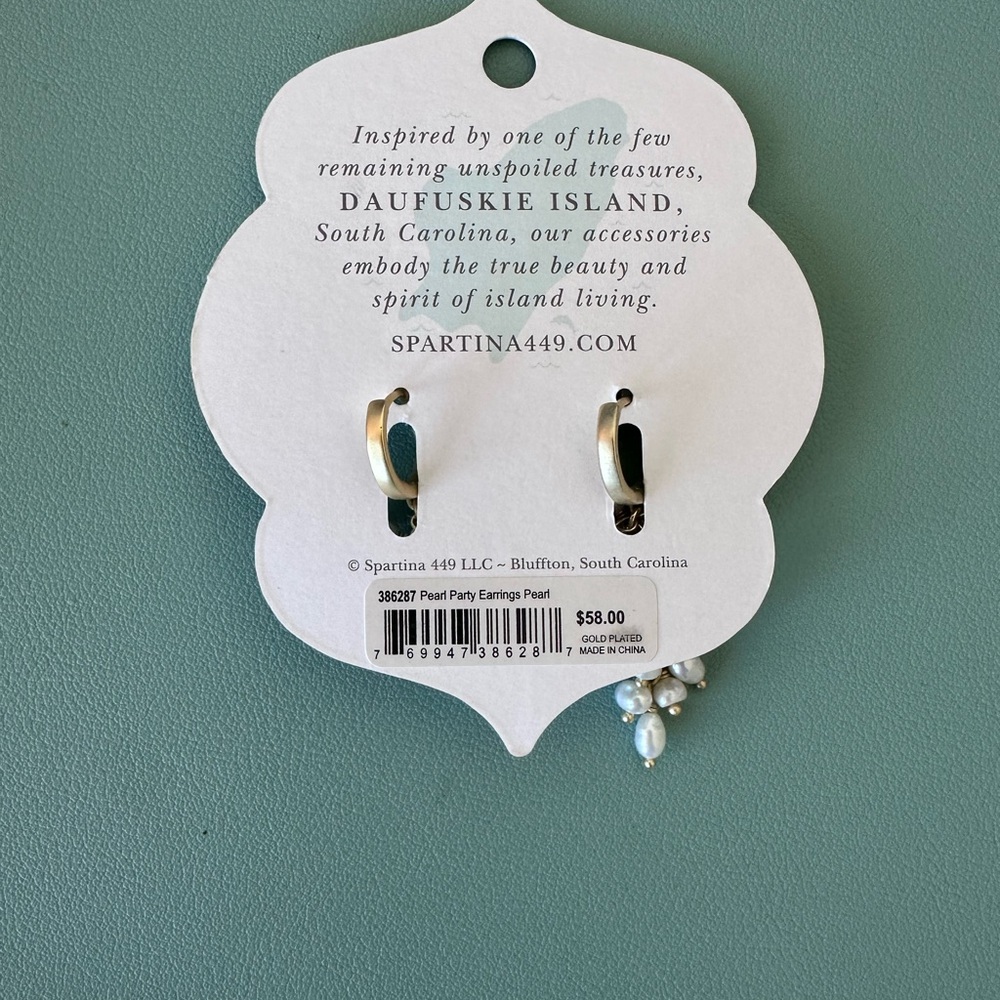 Inspired by one of the few
remaining unspoiled treasures,
DAUFUSKIE ISLAND,
South Carolina, our accessories
embody the true beauty and
spirit of island living.
SPARTINA449.COM
© Spartina 449 LLC ~ Bluffton, South Carolina
386287 Pearl Party Earrings Pearl
$58.00
GOLD PLATED
MADE IN CHINA
7 69947 38628 7